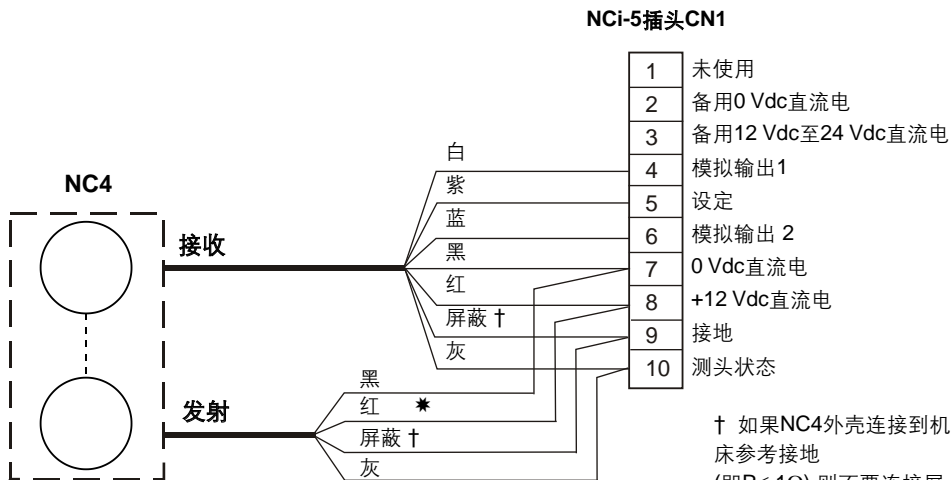 NCi-5插头CN1
1 未使用
2 备用0 Vdc直流电
3 备用12 Vdc至24 Vdc直流电
4 模拟输出1
5 设定
6 模拟输出 2
7 0 Vdc直流电
8 +12 Vdc直流电
9 接地
10 测头状态
NC4
接收
白
紫
蓝
黑
红
屏蔽 †
灰
发射
黑
红 ✷
屏蔽 †
灰
† 如果NC4外壳连接到机
床参考接地